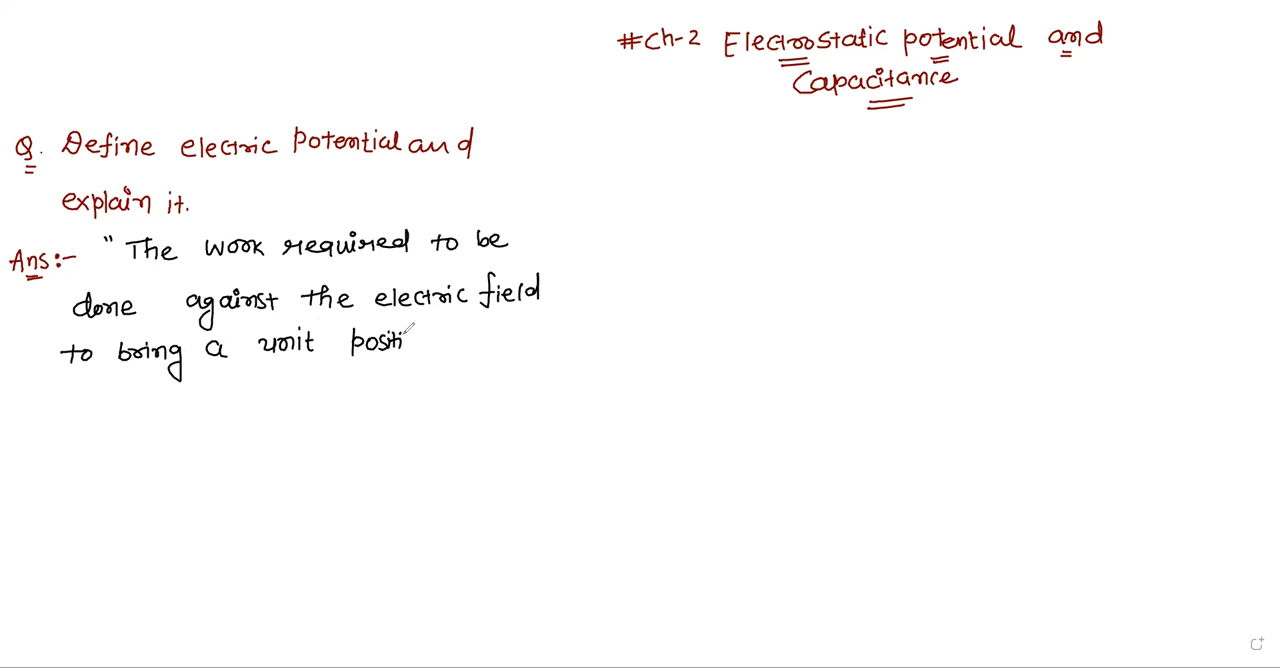 #Ch-2 Electrostatic potential and
Capacitance
Q. Define electric potential and
explain it.
Ans:- "The work required to be
done against the electric field
to bring a unit positi